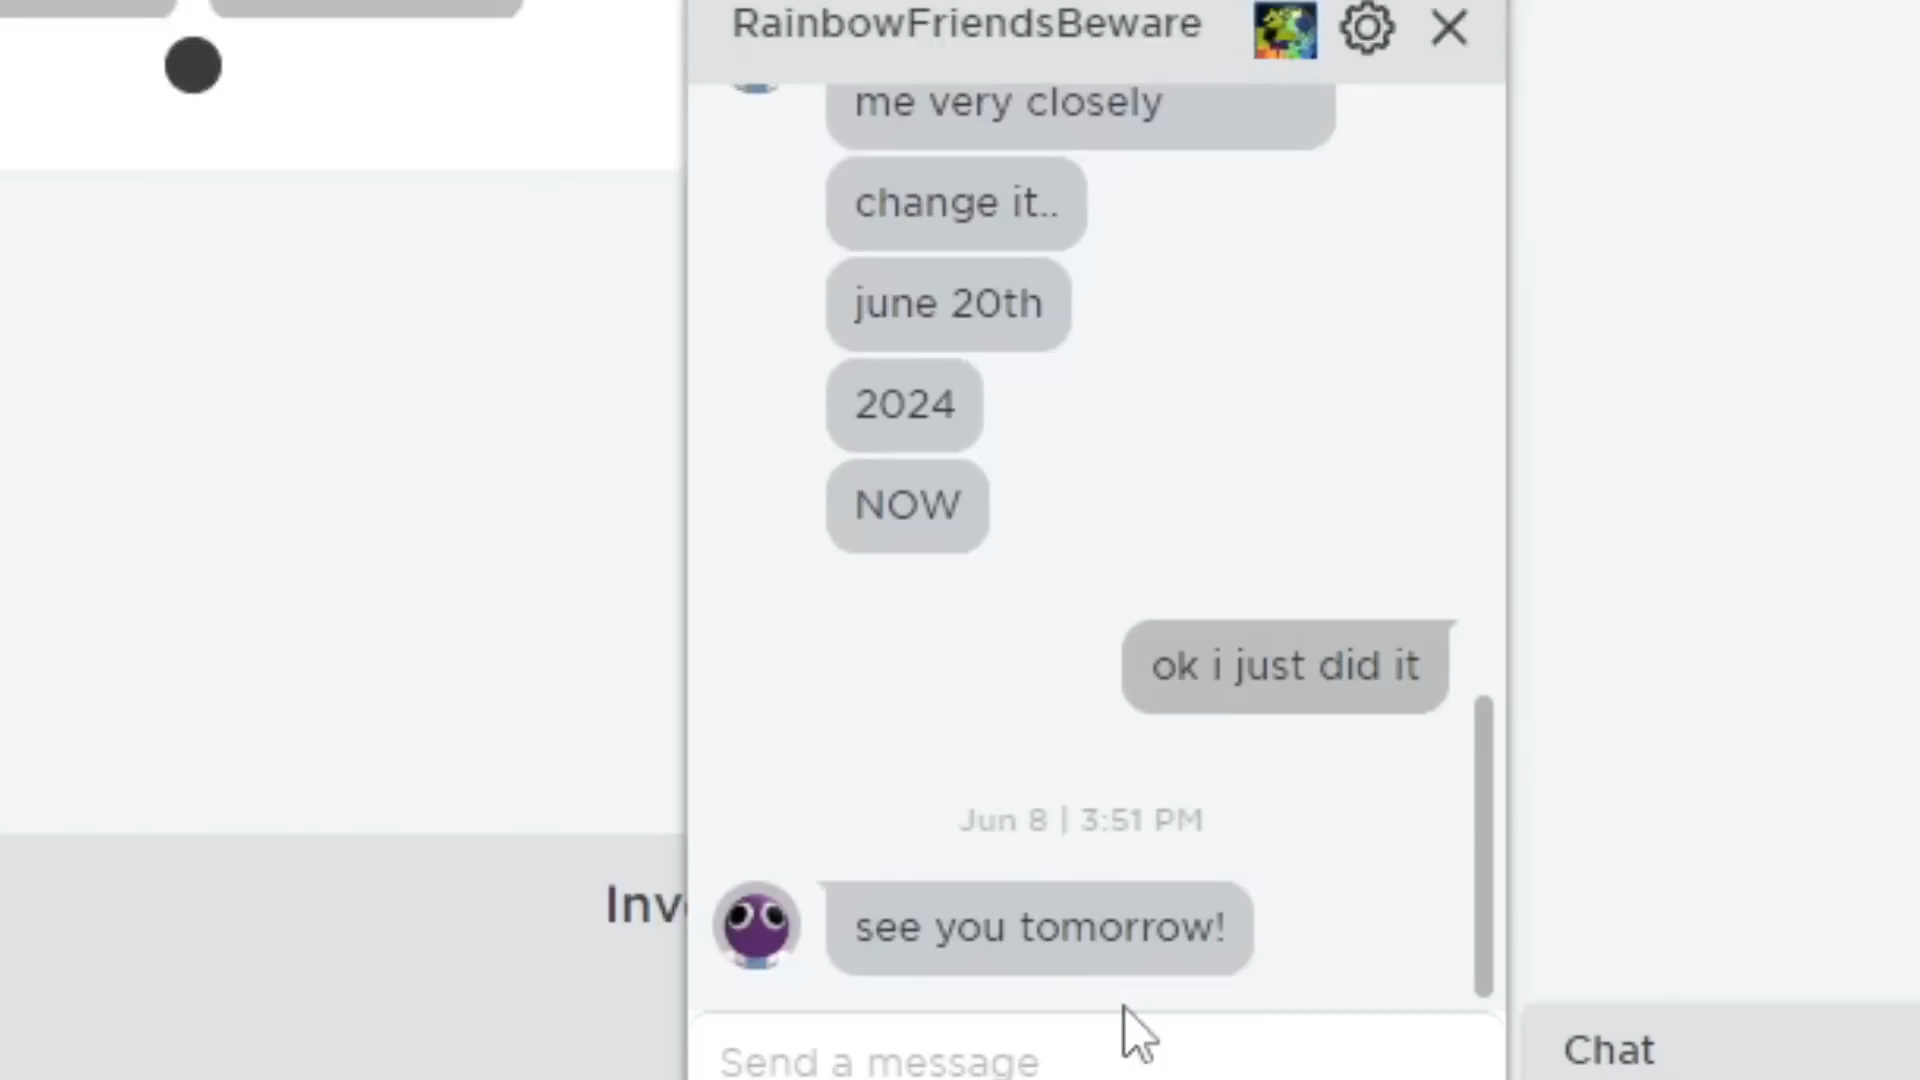 RainbowFriendsBeware
me very closely
change it..
june 20th
2024
NOW
ok i just did it
Jun 8 | 3:51 PM
Inv
see you tomorrow!
Send a message
Chat